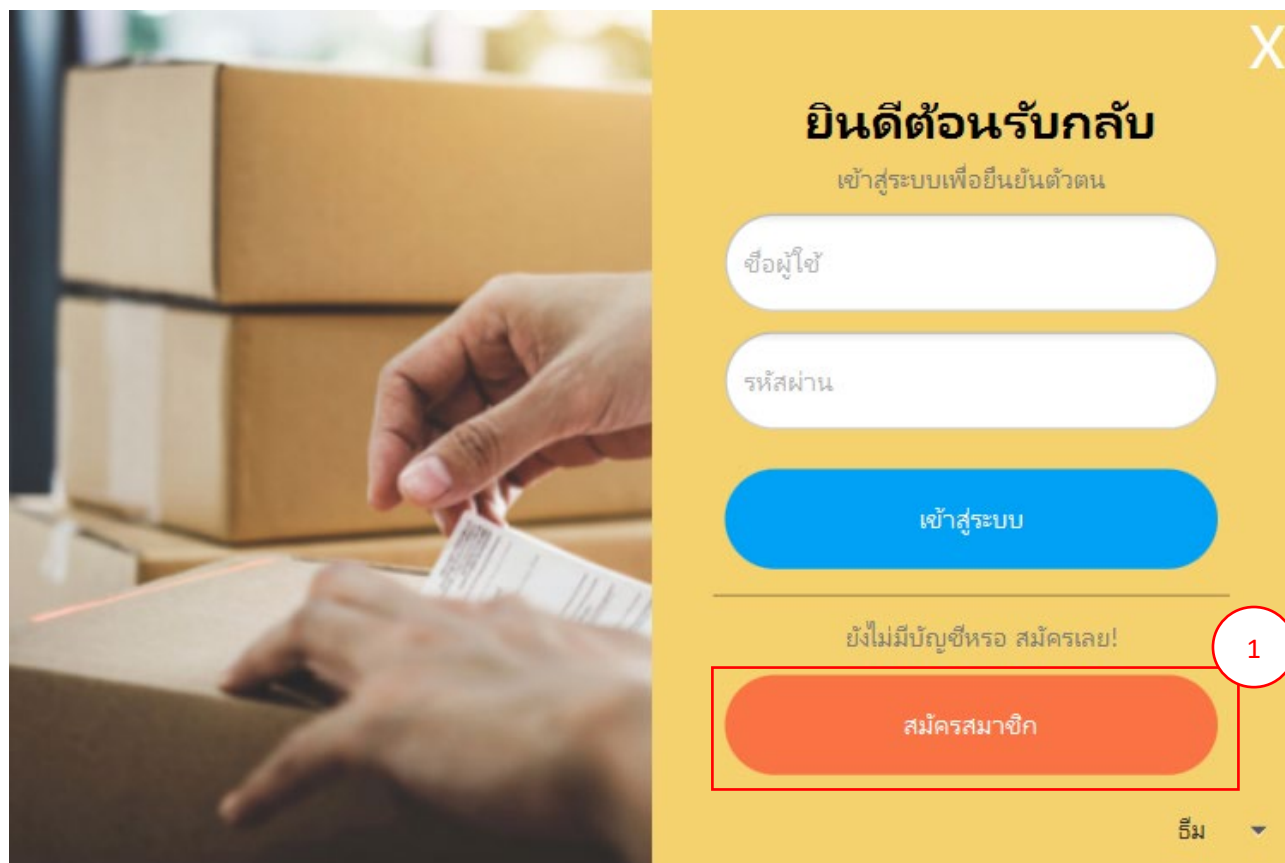 X
ยินดีต้อนรับกลับ
เข้าสู่ระบบเพื่อยืนยันตัวตน
ชื่อผู้ใช้
รหัสผ่าน
เข้าสู่ระบบ
ยังไม่มีบัญชีหรอ สมัครเลย!
1
สมัครสมาชิก
ธีม